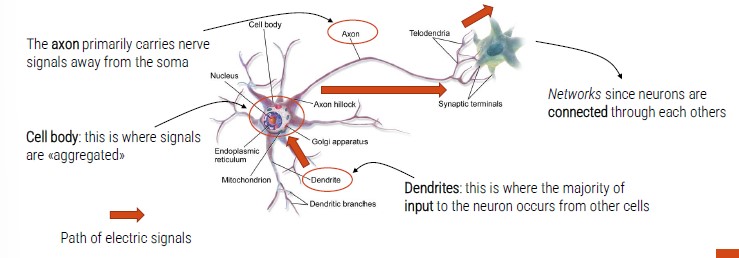 Cell body
Axon
Telodendria
The axon primarily carries nerve
signals away from the soma
Nucleus
Networks since neurons are
connected through each others
Axon hillock
Synaptic terminals
Cell body: this is where signals
are «aggregated»
Golgi apparatus
Endoplasmic
reticulum
Mitochondrion
Dendrite
Dendrites: this is where the majority of
input to the neuron occurs from other cells
Dendritic branches
Path of electric signals